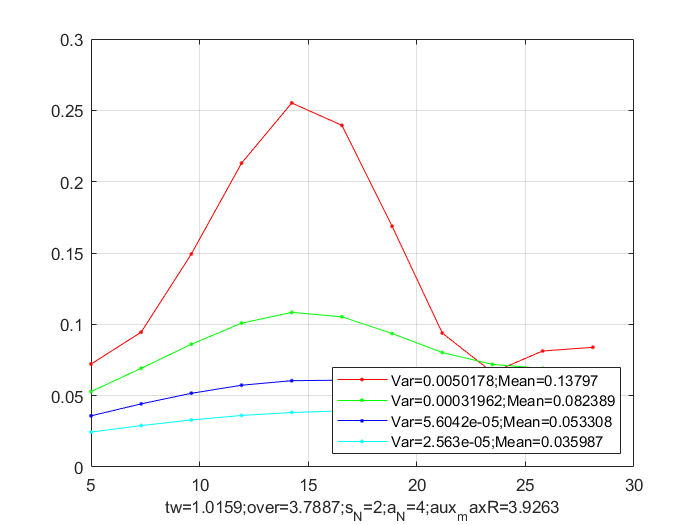 0.3
0.25
0.2
0.15
0.1
0.05
0
5
10
15
20
25
30
Var=0.0050178;Mean=0.13797
Var=0.00031962;Mean=0.082389
Var=5.6042e-05;Mean=0.053308
Var=2.563e-05;Mean=0.035987
tw=1.0159;over=3.7887;s_N=2;a_N=4;aux_maxR=3.9263